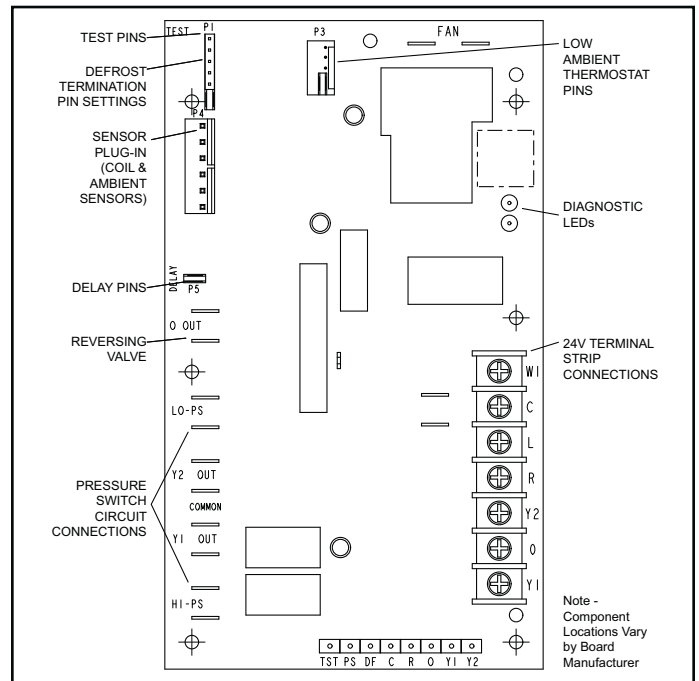 TEST PINS
DEFROST
TERMINATION
PIN SETTINGS
SENSOR
PLUG-IN
(COIL &
AMBIENT
SENSORS)
DELAY PINS
REVERSING
VALVE
PRESSURE
SWITCH
CIRCUIT
CONNECTIONS
TEST
P1
P4
DELAY
P5
O OUT
LO-PS
Y2 OUT
COMMON
Y1 OUT
HI-PS
P3
FAN
LOW
AMBIENT
THERMOSTAT
PINS
DIAGNOSTIC
LEDs
24V TERMINAL
STRIP
CONNECTIONS
W1
C
L
R
Y2
O
Y1
Note -
Component
Locations Vary
by Board
Manufacturer
TST PS DF C R O Y1 Y2